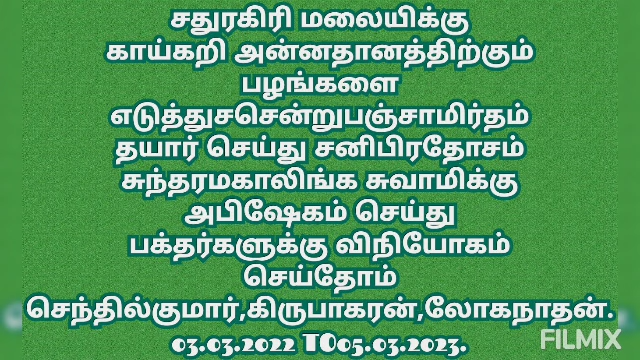 சதுரகிரி மலையிக்கு
காய்கறி அன்னதானத்திற்கும்
பழங்களை
எடுத்துசசென்றுபஞ்சாமிர்தம்
தயார் செய்து சனிபிரதோசம்
சுந்தரமகாலிங்க சுவாமிக்கு
அபிஷேகம் செய்து
பக்தர்களுக்கு விநியோகம்
செய்தோம்
செந்தில்குமார்,கிருபாகரன்,லோகநாதன்.
03.03.2022 TO05.03.2023.
FILMIX